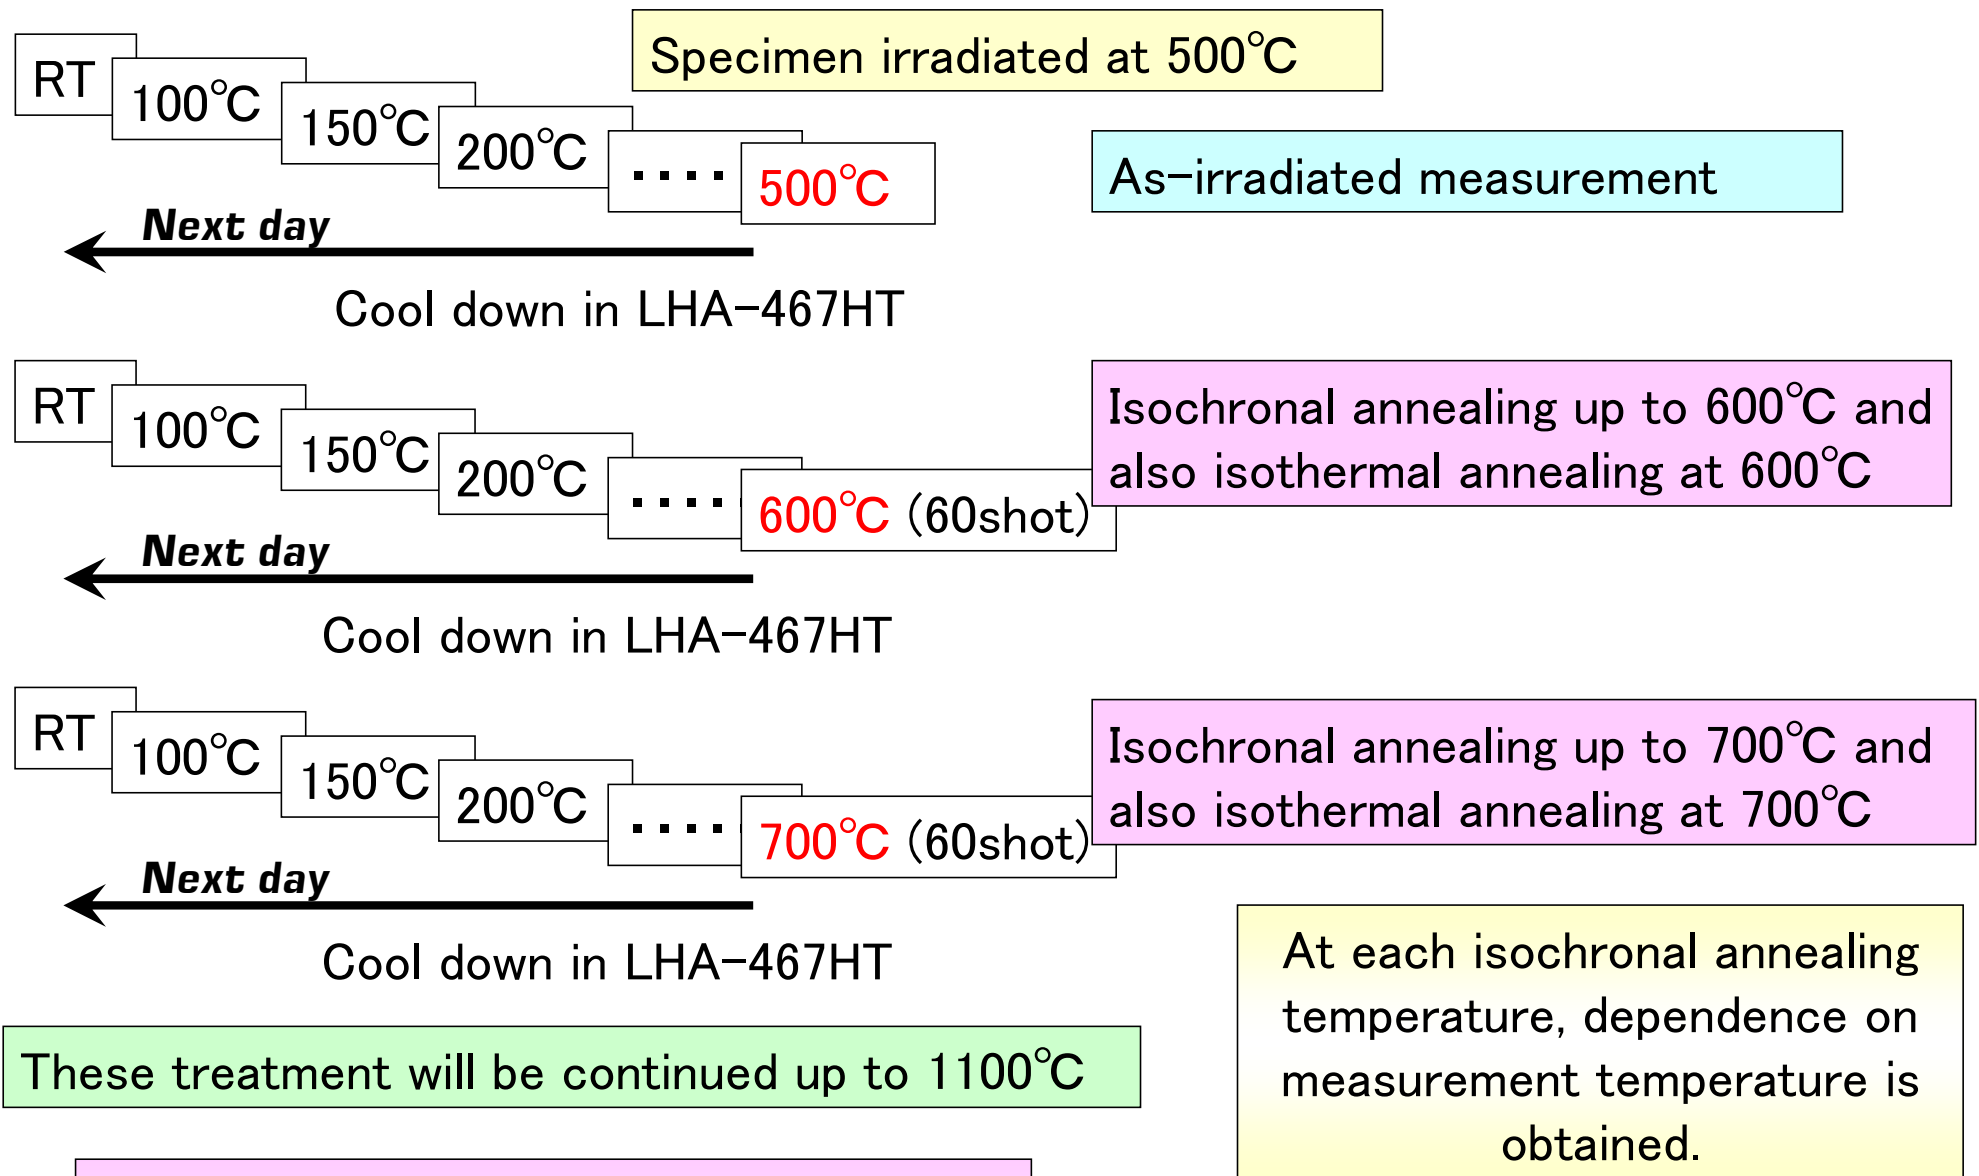 Specimen irradiated at 500℃
RT
100℃
150℃
200℃
‥‥
500℃
As-irradiated measurement
Next day
Cool down in LHA-467HT
RT
100℃
150℃
200℃
‥‥・
600℃ (60shot)
Isochronal annealing up to 600℃ and
also isothermal annealing at 600℃
Next day
Cool down in LHA-467HT
RT
100℃
150℃
200℃
‥‥・
700℃ (60shot)
Isochronal annealing up to 700℃ and
also isothermal annealing at 700℃
Next day
Cool down in LHA-467HT
These treatment will be continued up to 1100℃
At each isochronal annealing
temperature, dependence on
measurement temperature is
obtained.